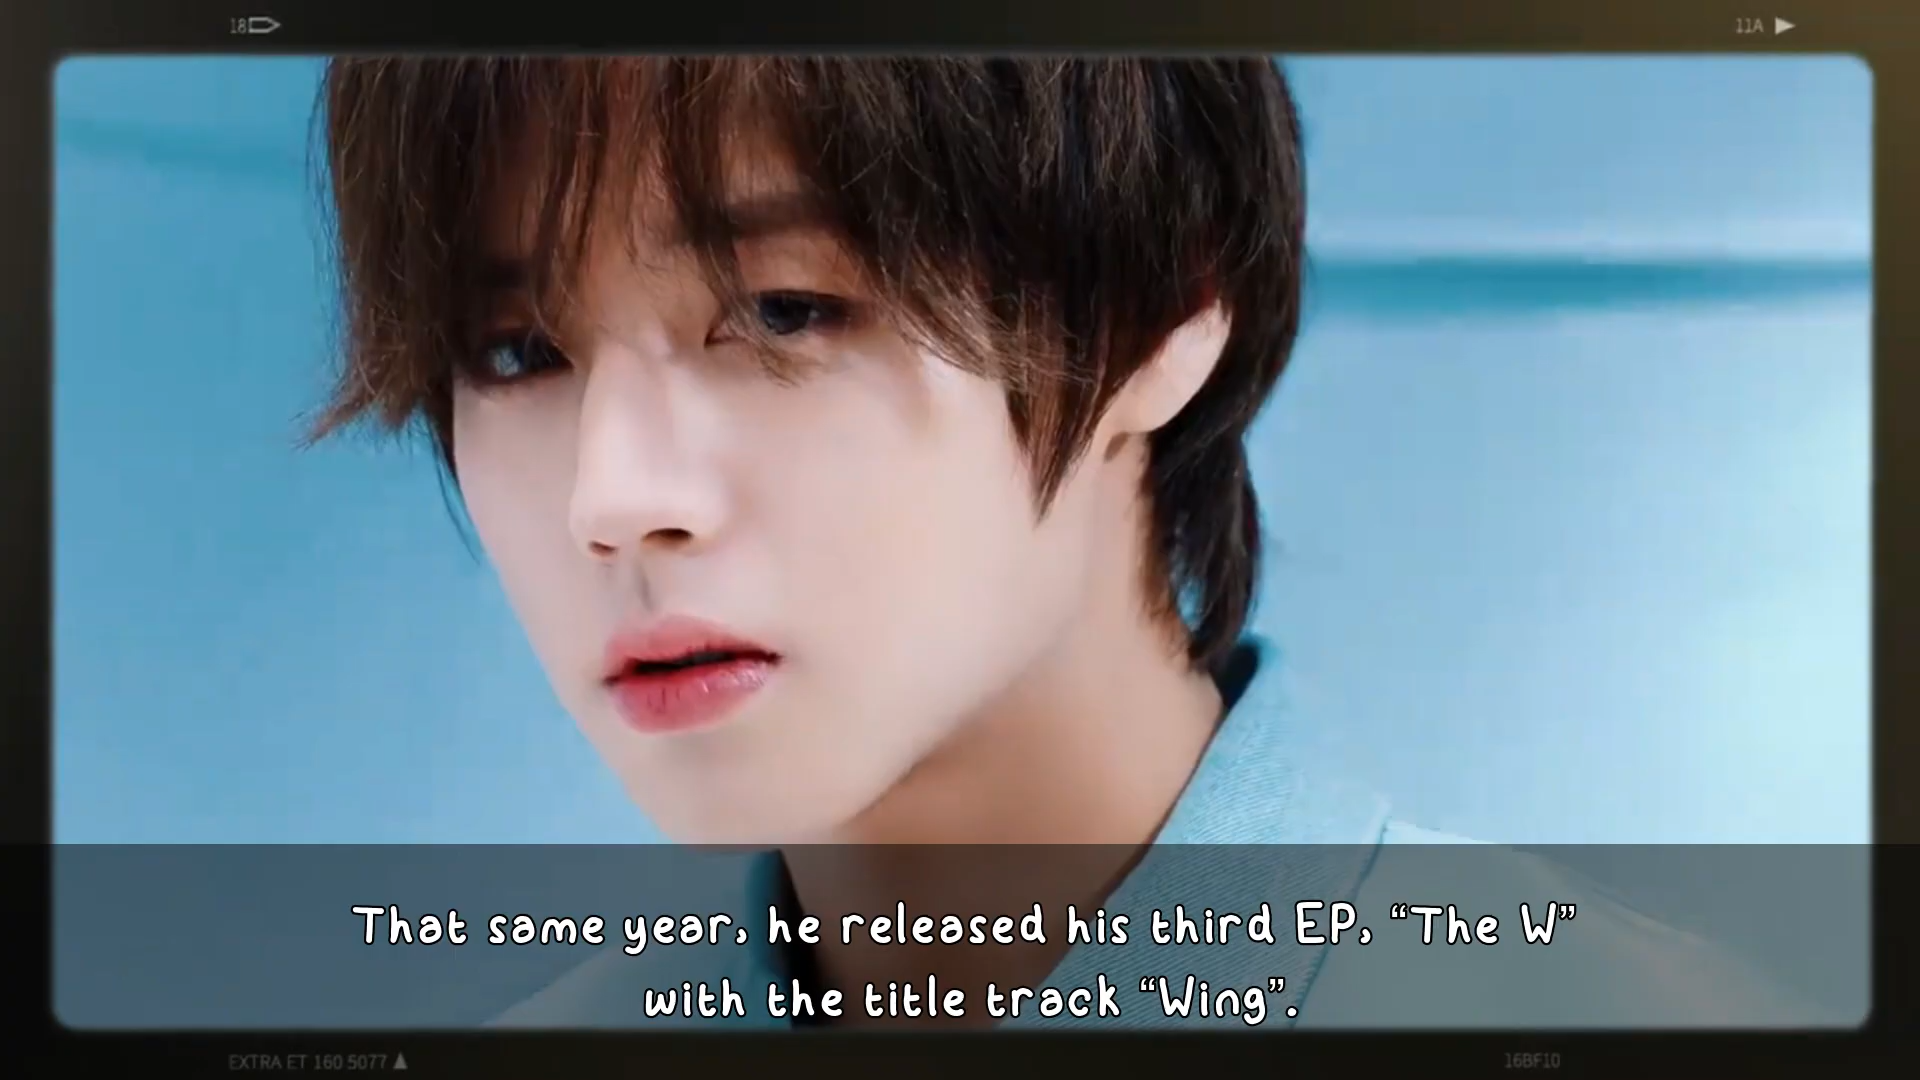 18
11A
That same year, he released his third EP, “The W”
with the title track “Wing”.
EXTRA ET 160 5077
16BF10